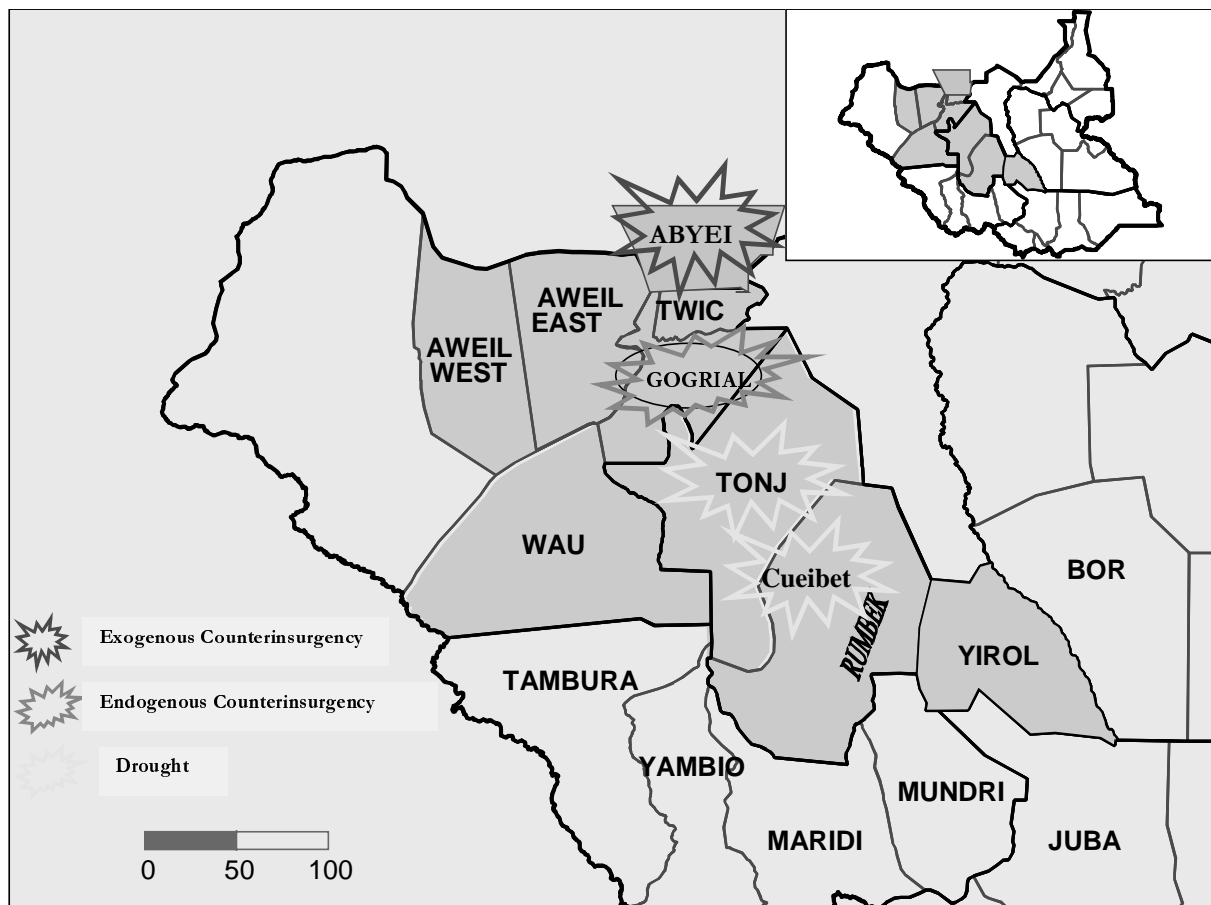 ABYEI
AWEIL
EAST
TWIC
AWEIL
WEST
GOGRIAL
TONJ
WAU
Cueibet
BOR
RUMBEK
YIROL
Exogenous Counterinsurgency
TAMBURA
Endogenous Counterinsurgency
Drought
YAMBIO
MUNDRI
MARIDI
JUBA
0 50 100